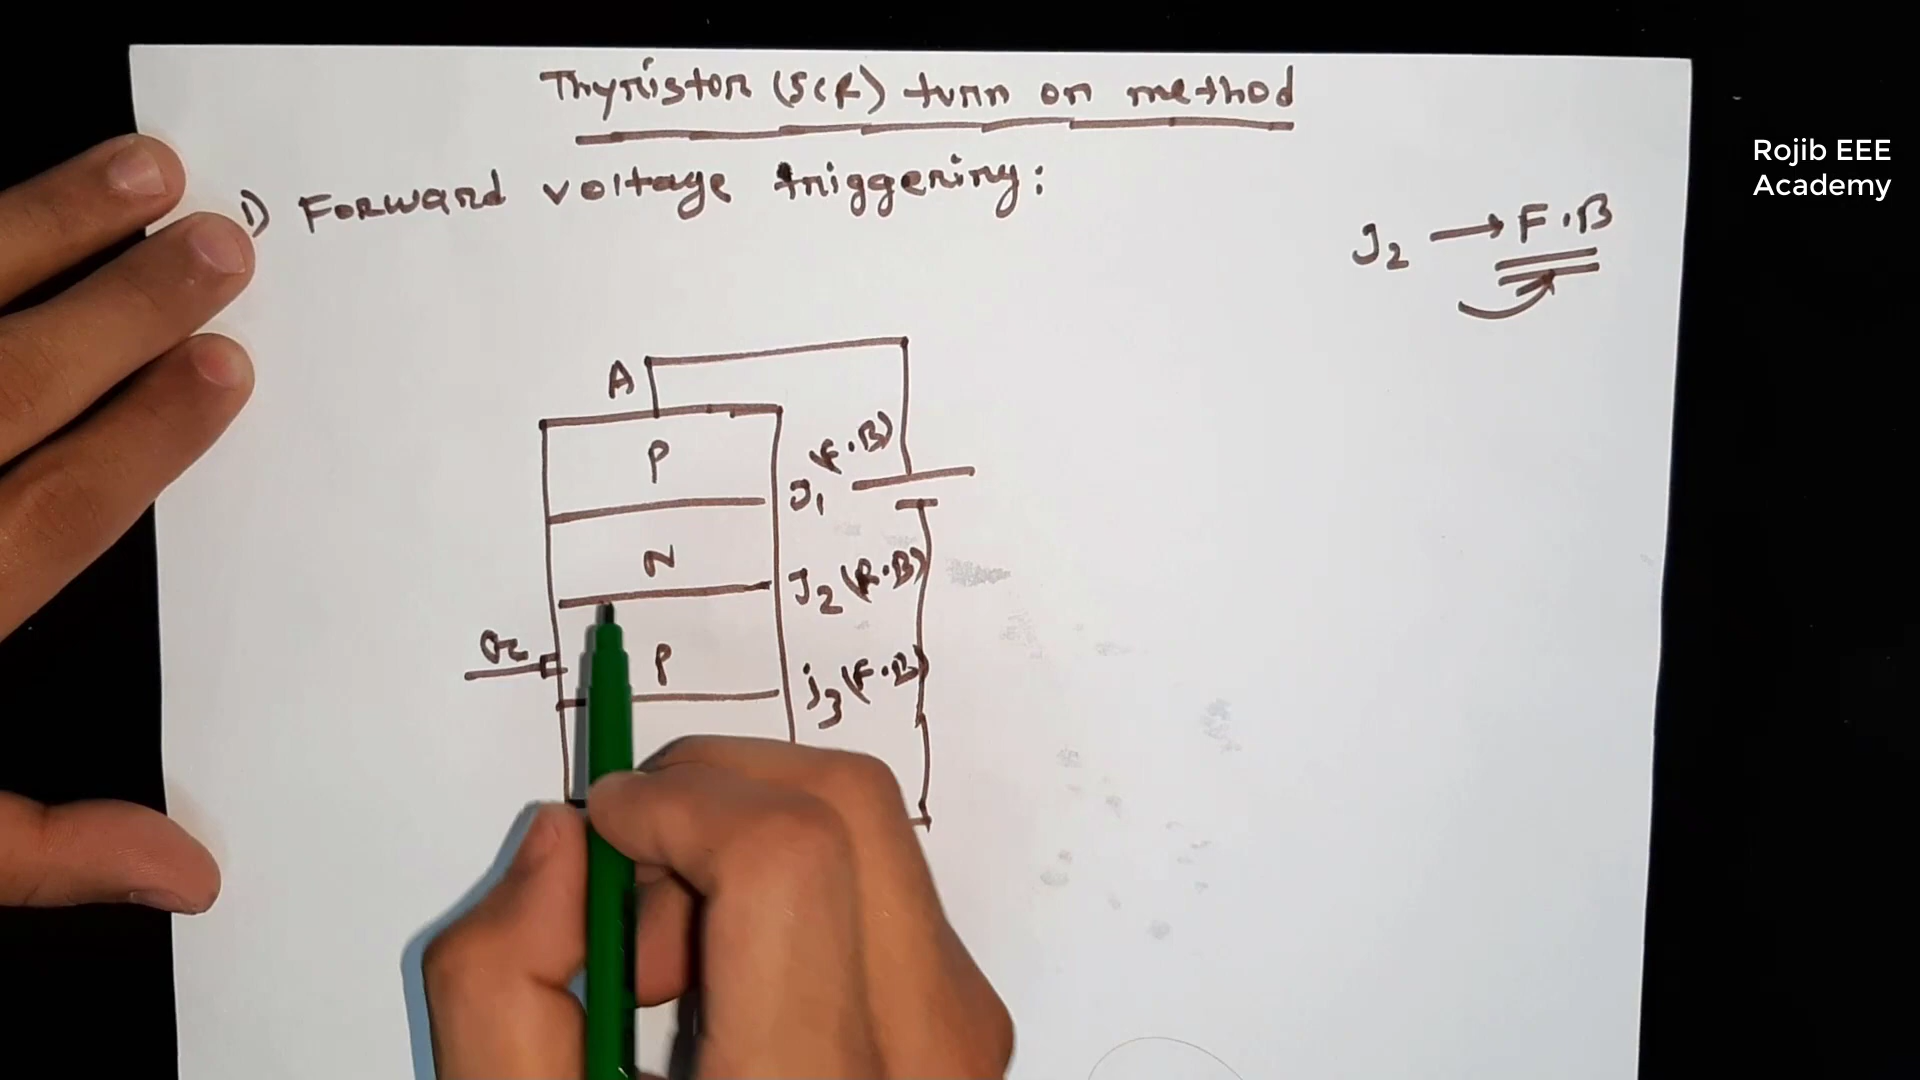 Thyristor (SCR) turn on method
Rojib EEE
Academy
1) Forward voltage triggering:
J2 → F.B
A
P
(F.B)
J1
N
J2 (R.B)
G
P
j3 (F.B)